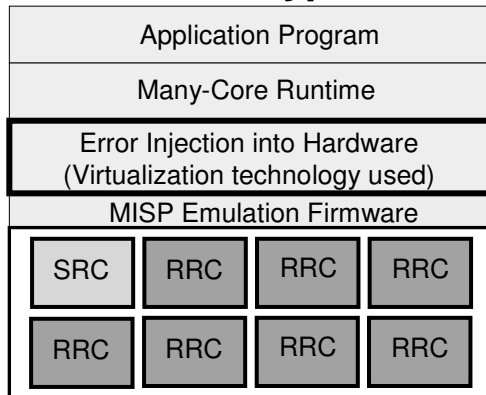 Application Program
Many-Core Runtime
Error Injection into Hardware
(Virtualization technology used)
MISP Emulation Firmware
SRC RRC RRC RRC
RRC RRC RRC RRC